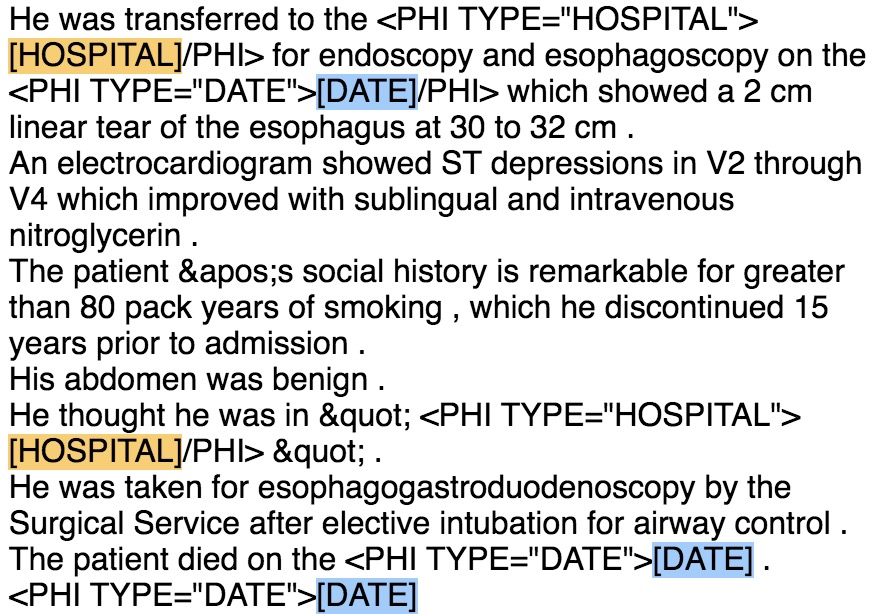 He was transferred to the <PHI TYPE="HOSPITAL">
[HOSPITAL]/PHI> for endoscopy and esophagoscopy on the
<PHI TYPE="DATE">[DATE]/PHI> which showed a 2 cm
linear tear of the esophagus at 30 to 32 cm .
An electrocardiogram showed ST depressions in V2 through
V4 which improved with sublingual and intravenous
nitroglycerin .
The patient &apos;s social history is remarkable for greater
than 80 pack years of smoking , which he discontinued 15
years prior to admission .
His abdomen was benign .
He thought he was in &quot; <PHI TYPE="HOSPITAL">
[HOSPITAL]/PHI> &quot; .
He was taken for esophagogastroduodenoscopy by the
Surgical Service after elective intubation for airway control .
The patient died on the <PHI TYPE="DATE">[DATE] .
<PHI TYPE="DATE">[DATE]